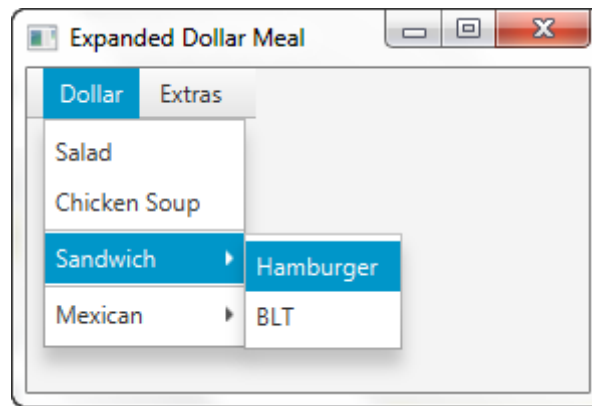 Expanded Dollar Meal
Dollar Extras
Salad
Chicken Soup
Sandwich
Hamburger
Mexican
BLT